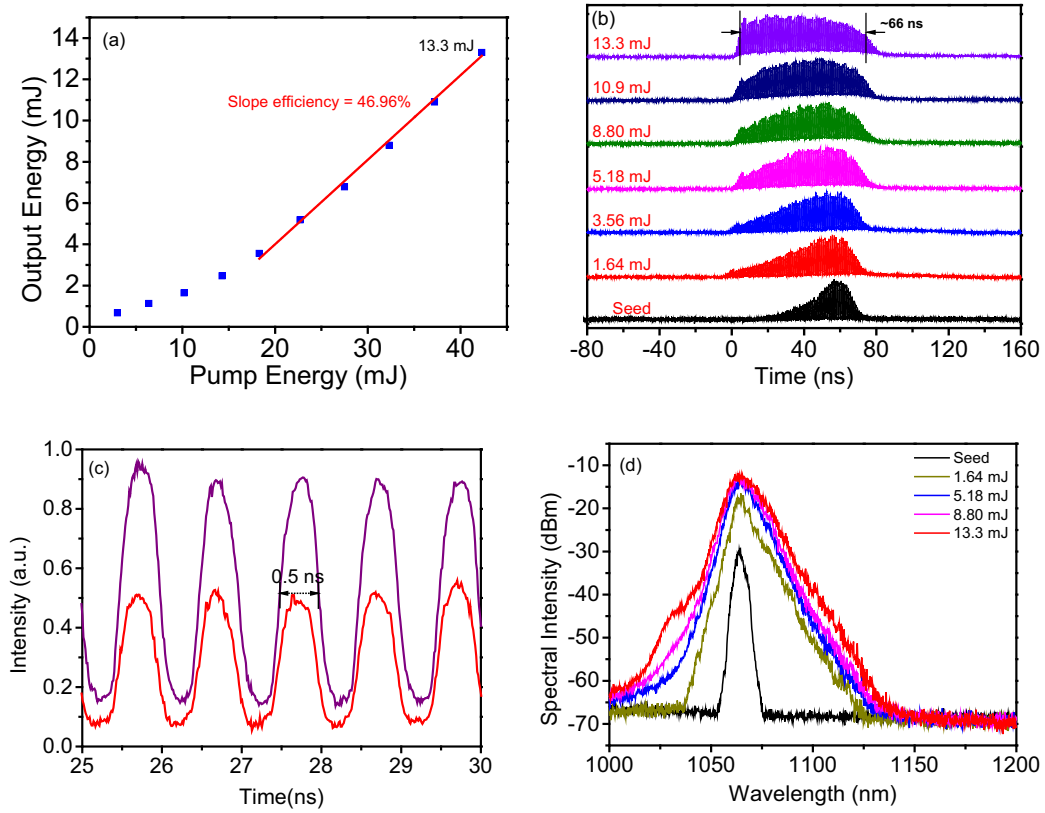 (a)
13.3 mJ
Slope efficiency = 46.96%
14
12
10
8
6
4
2
0
Output Energy (mJ)
0 10 20 30 40
Pump Energy (mJ)
(b)
~66 ns
13.3 mJ
10.9 mJ
8.80 mJ
5.18 mJ
3.56 mJ
1.64 mJ
Seed
-80 -40 0 40 80 120 160
Time (ns)
(c)
1.0
0.8
0.6
0.4
0.2
0.0
Intensity (a.u.)
0.5 ns
25 26 27 28 29 30
Time(ns)
(d)
Seed
1.64 mJ
5.18 mJ
8.80 mJ
13.3 mJ
-10
-20
-30
-40
-50
-60
-70
Spectral Intensity (dBm)
1000 1050 1100 1150 1200
Wavelength (nm)